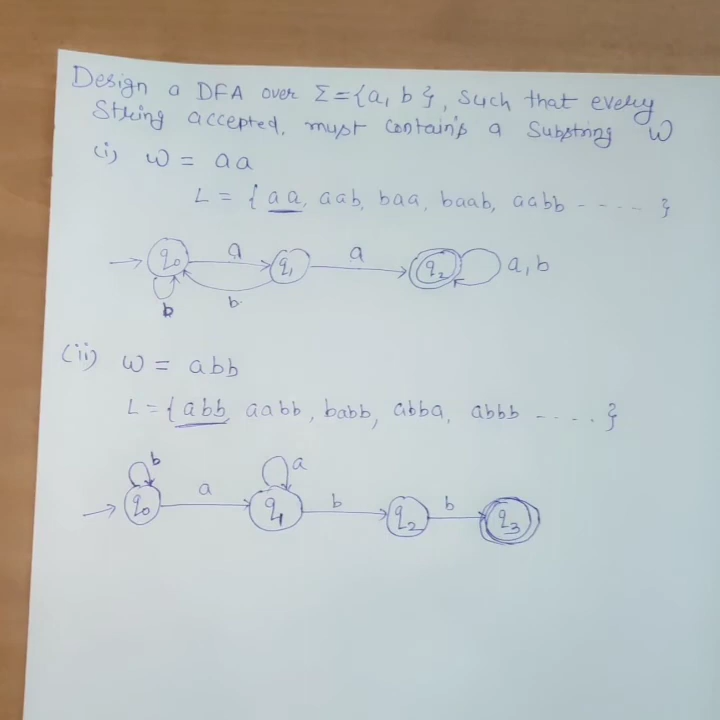 Design a DFA over Σ={a, b}, such that every
String accepted, must contain's a substring W
(i) W = aa
L = { aa, aab, baa, baab, aabb ------ }
q0 a q1 a q2 a, b
b b
(ii) W = abb
L = { abb, aabb, babb, abba, abbb -----. }
b a
q0 a q1 b q2 b q3